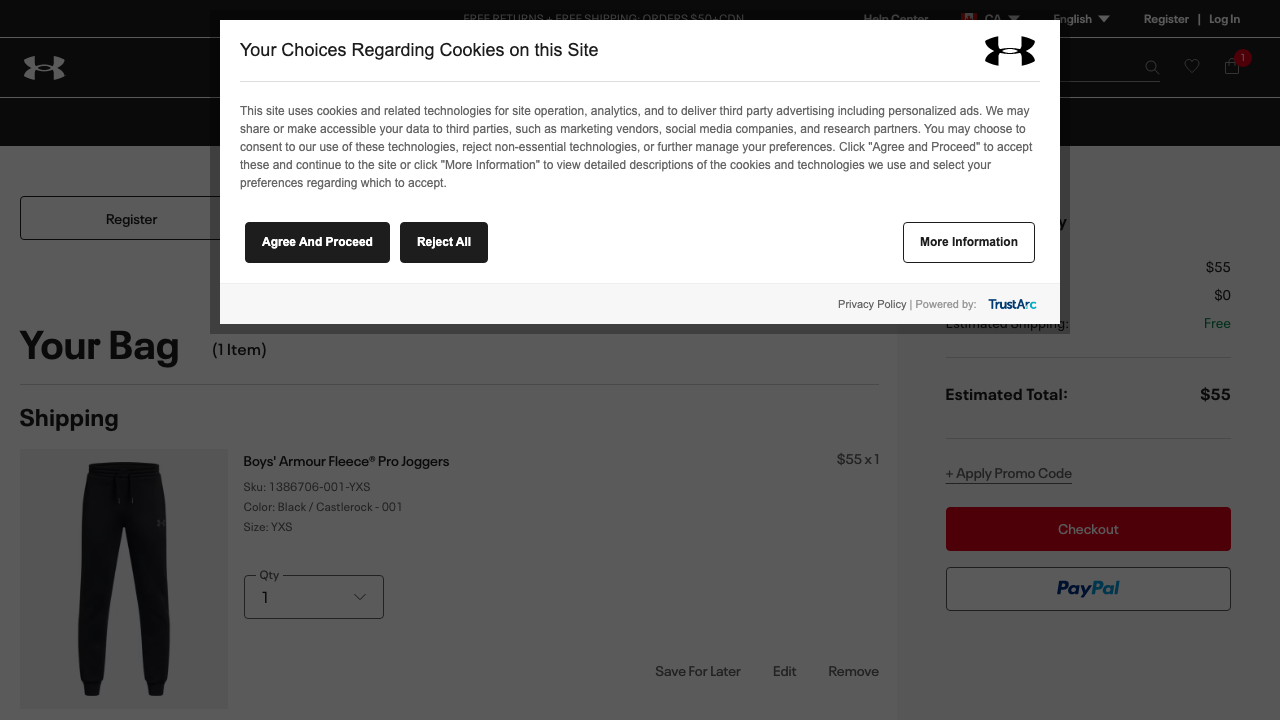 FREE RETURNS + FREE SHIPPING: ORDERS $50+CDN
Help Center
CA
English
Register | Log In
1
Your Choices Regarding Cookies on this Site
This site uses cookies and related technologies for site operation, analytics, and to deliver third party advertising including personalized ads. We may
share or make accessible your data to third parties, such as marketing vendors, social media companies, and research partners. You may choose to
consent to our use of these technologies, reject non-essential technologies, or further manage your preferences. Click "Agree and Proceed" to accept
these and continue to the site or click "More Information" to view detailed descriptions of the cookies and technologies we use and select your
preferences regarding which to accept.
Agree And Proceed
Reject All
More Information
Privacy Policy | Powered by: TrustArc
Register
$55
$0
Estimated Shipping:
Free
Your Bag
(1 Item)
Estimated Total:
$55
Shipping
Boys' Armour Fleece® Pro Joggers
$55 x 1
Sku: 1386706-001-YXS
Color: Black / Castlerock - 001
Size: YXS
Qty
1
Save For Later
Edit
Remove
+ Apply Promo Code
Checkout
PayPal